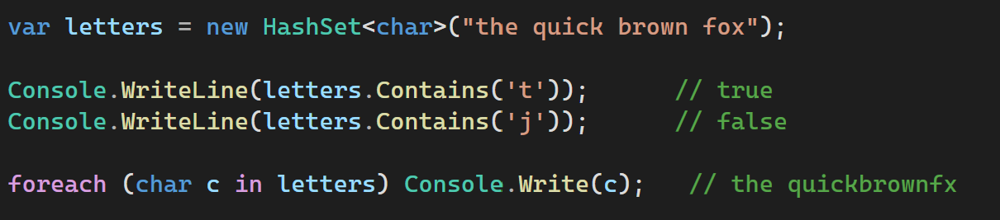 var letters = new HashSet<char>("the quick brown fox");
Console.WriteLine(letters.Contains('t'));      // true
Console.WriteLine(letters.Contains('j'));      // false
foreach (char c in letters) Console.Write(c);   // the quickbrownfx